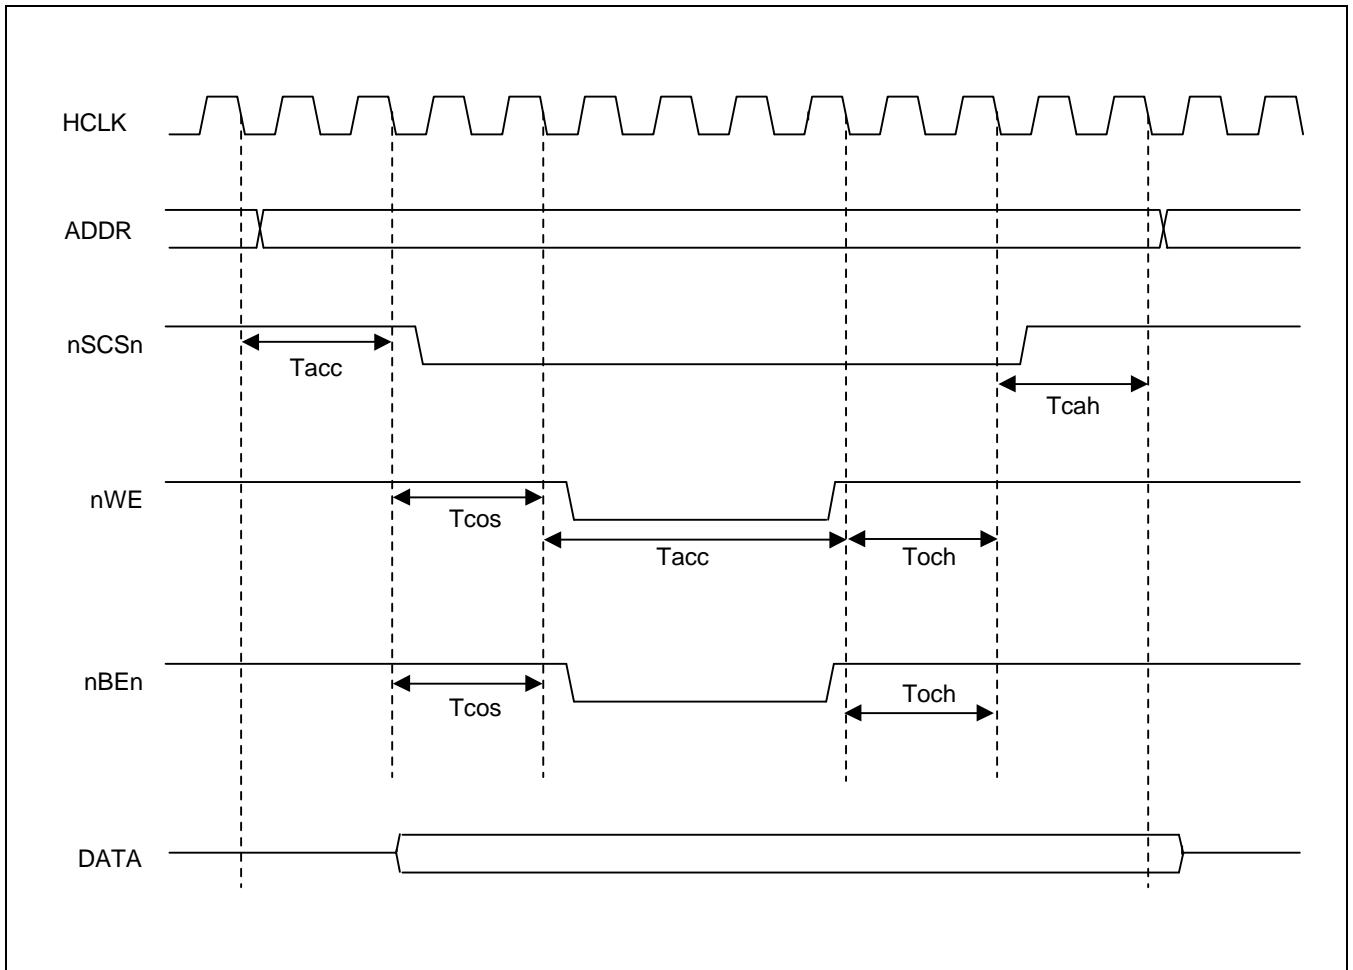 HCLK
ADDR
nSCSn
Tacc
Tcah
nWE
Tcos
Tacc
Toch
nBEn
Tcos
Toch
DATA